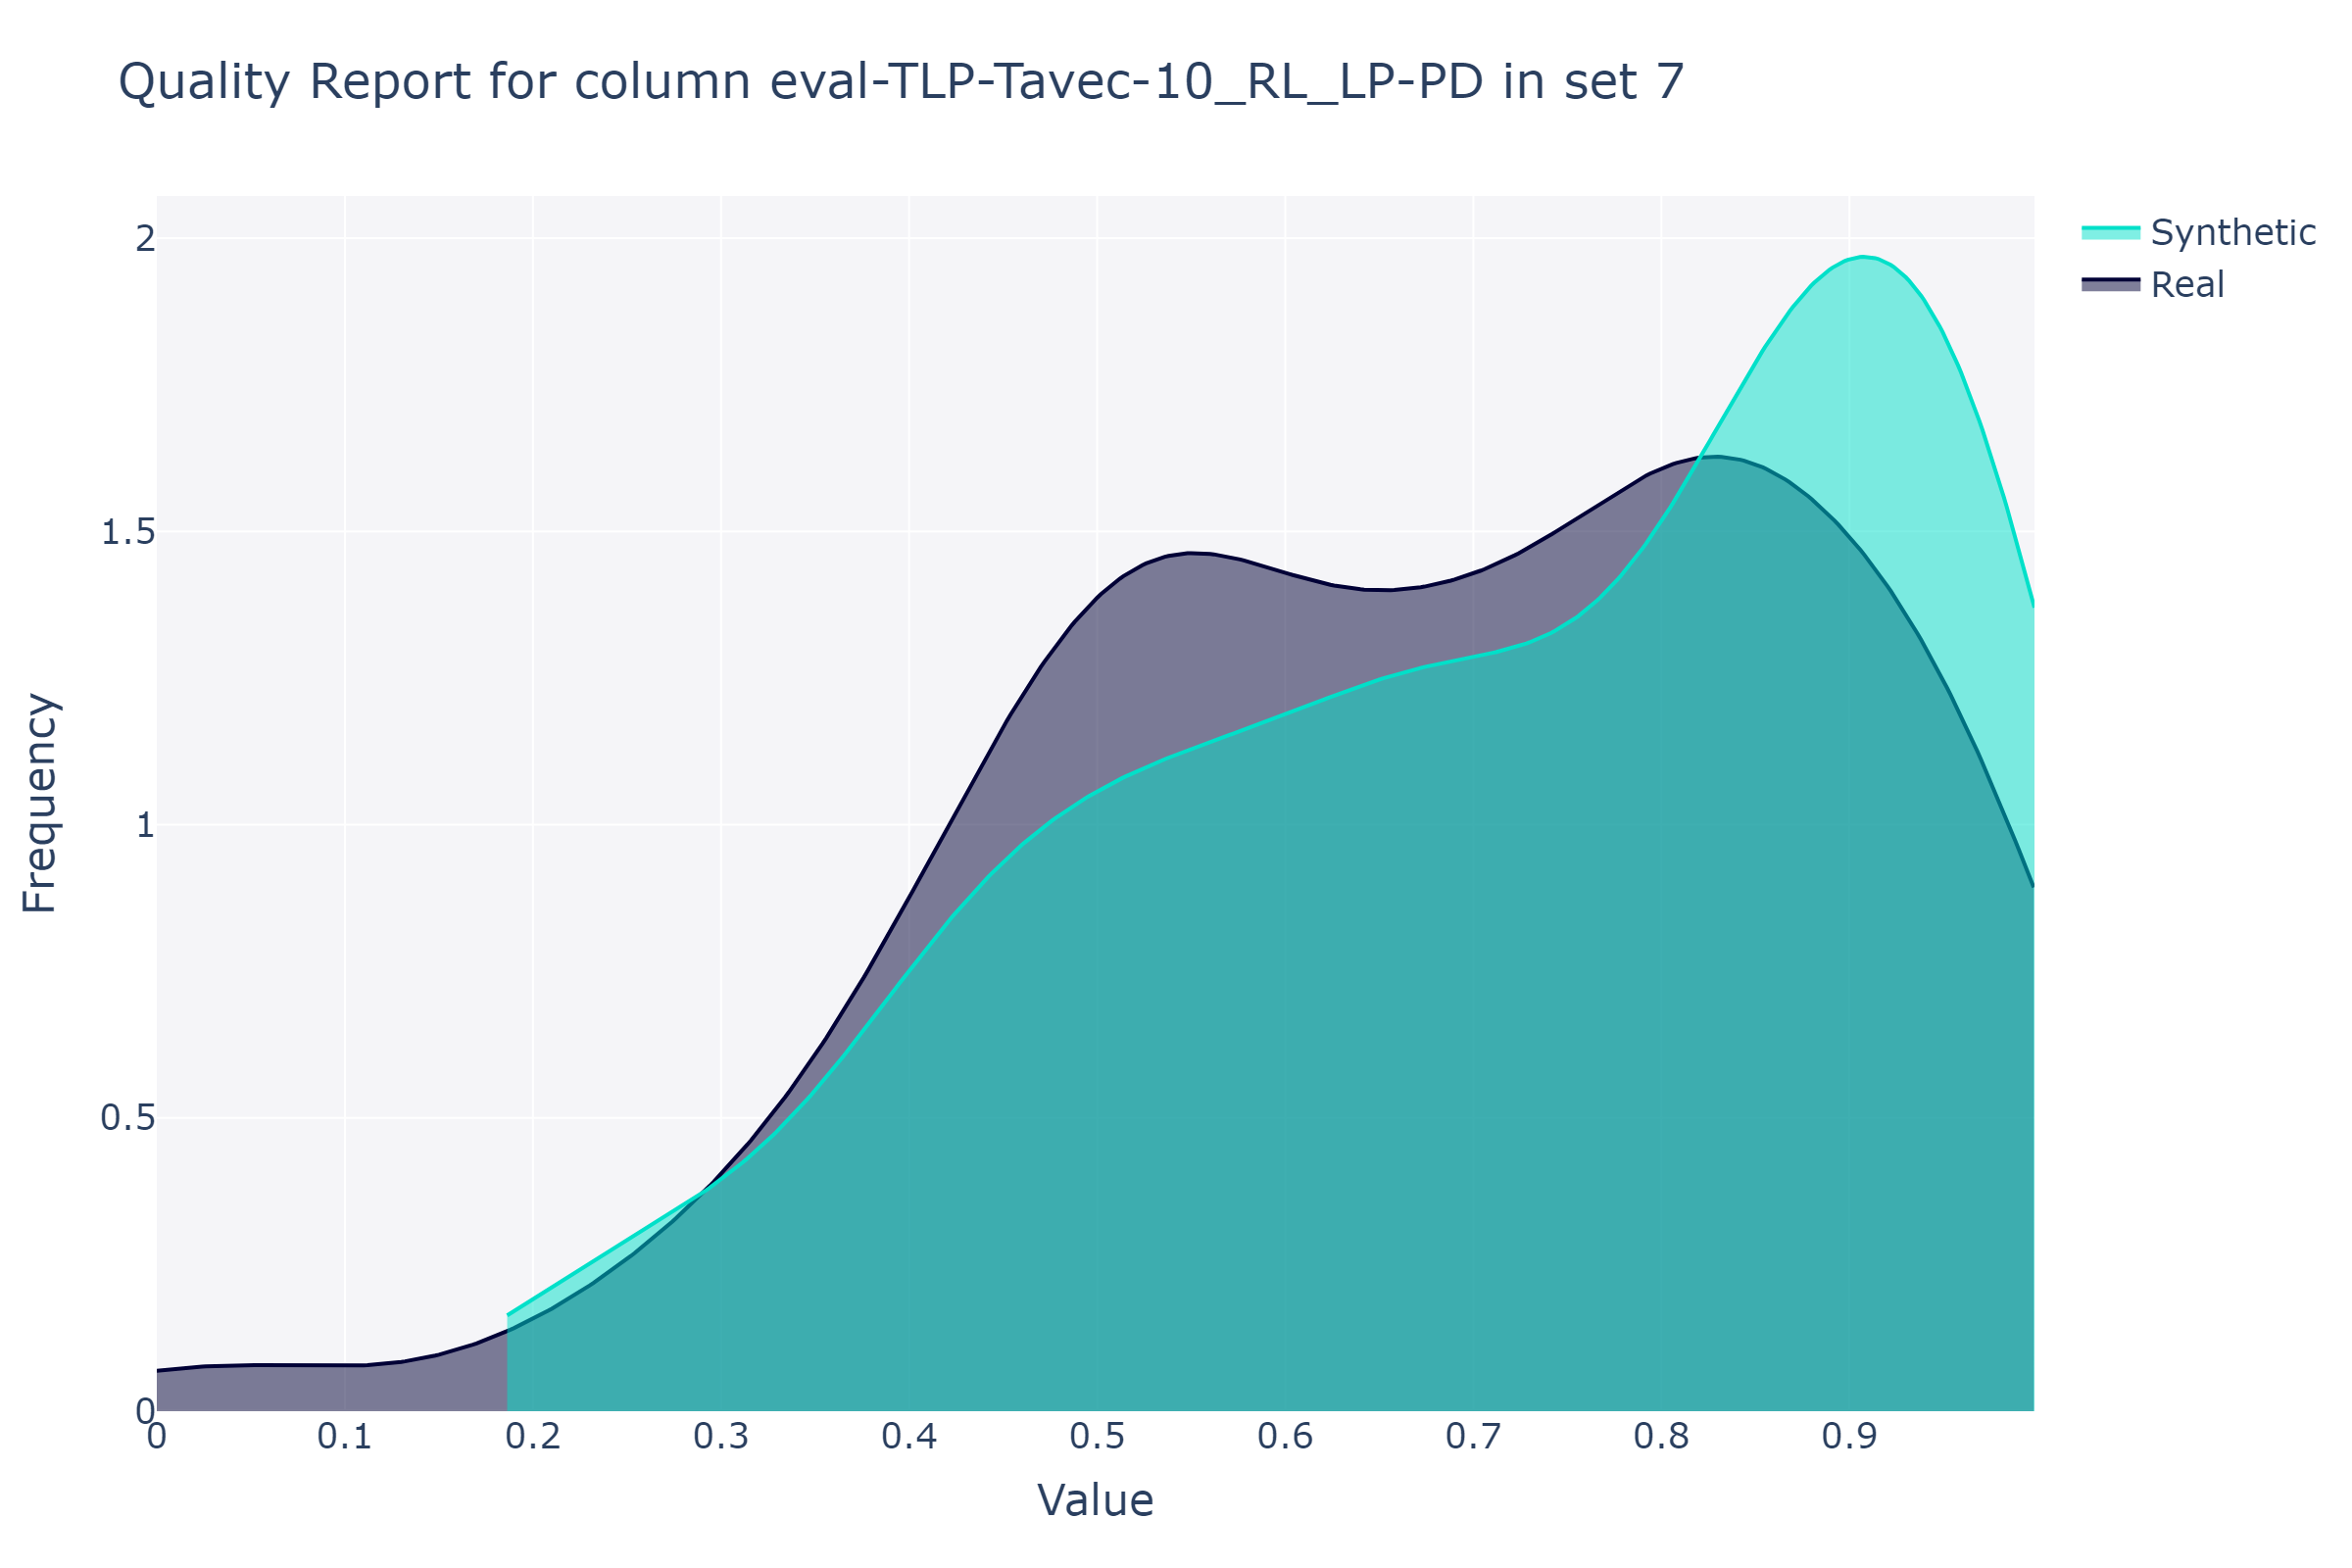 Quality Report for column eval-TLP-Tavec-10_RL_LP-PD in set 7
Synthetic
Real
2
1.5
1
0.5
0
Frequency
0 0.1 0.2 0.3 0.4 0.5 0.6 0.7 0.8 0.9
Value